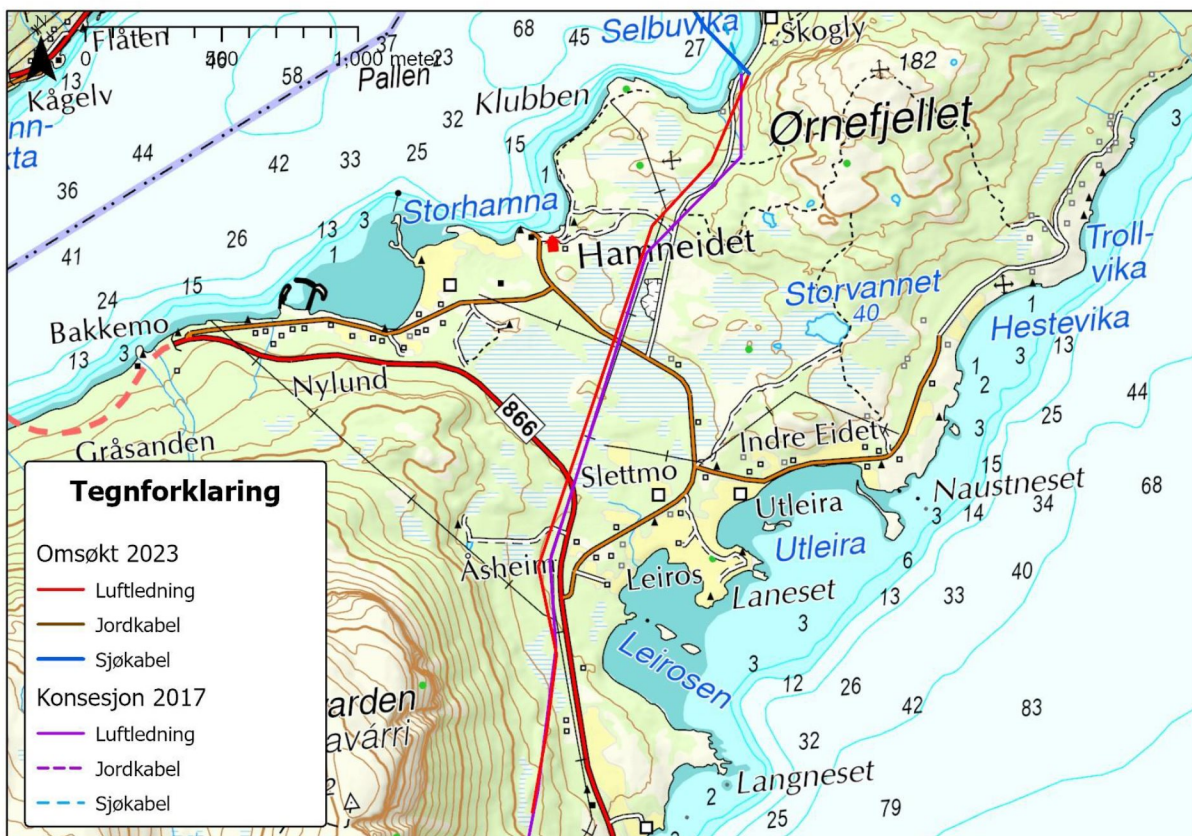 Flåten
N
0
500
1,000 meter
Kågelv
13
46
58
37
23
Pallen
68
45
Selbuvika
27
Skogly
182
Ørnefjellet
Klubben
32
15
1
3
44
42
33
25
36
41
26
13
3
1
Storhamna
Hamneidet
Troll-
vika
24
15
Storvannet
40
Hestevika
1
Bakkemo
13
3
3
13
1
2
44
Nylund
866
Gråsanden
Slettmo
Indre Eidet
3
25
15
Naustneset
68
3
14
34
Utleira
Utleira
Åsheim
Leiros
Laneset
6
40
13
33
3
Leirosen
3
12
26
42
83
32
Langneset
2
25
79
arden
avárri
2
Tegnforklaring
Omsøkt 2023
Luftledning
Jordkabel
Sjøkabel
Konsesjon 2017
Luftledning
Jordkabel
Sjøkabel